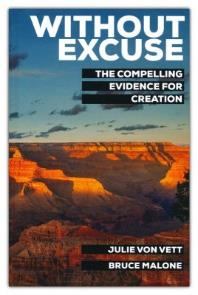 WITHOUT
EXCUSE
THE COMPELLING
EVIDENCE FOR
CREATION
JULIE VON VETT
BRUCE MALONE